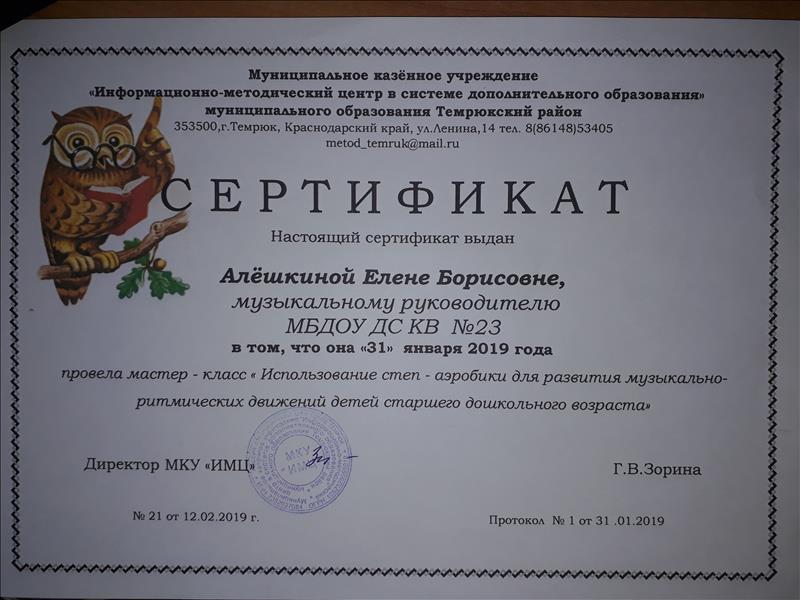 Муниципальное казённое учреждение
«Информационно-методический центр в системе дополнительного образования»
муниципального образования Темрюкский район
353500,г.Темрюк, Краснодарский край, ул.Ленина,14 тел. 8(86148)53405
metod_temruk@mail.ru
СЕРТИФИКАТ
Настоящий сертификат выдан
Алёшкиной Елене Борисовне,
музыкальному руководителю
МБДОУ ДС КВ №23
в том, что она «31» января 2019 года
провела мастер - класс « Использование степ - аэробики для развития музыкально-
ритмических движений детей старшего дошкольного возраста»
Директор МКУ «ИМЦ»
МКУ
Г.В.Зорина
№ 21 от 12.02.2019 г.
Протокол № 1 от 31 .01.2019